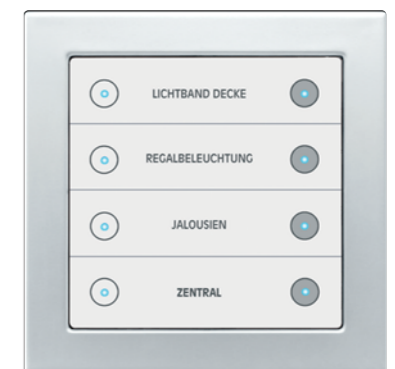 LICHTBAND DECKE
REGALBELEUCHTUNG
JALOUSIEN
ZENTRAL